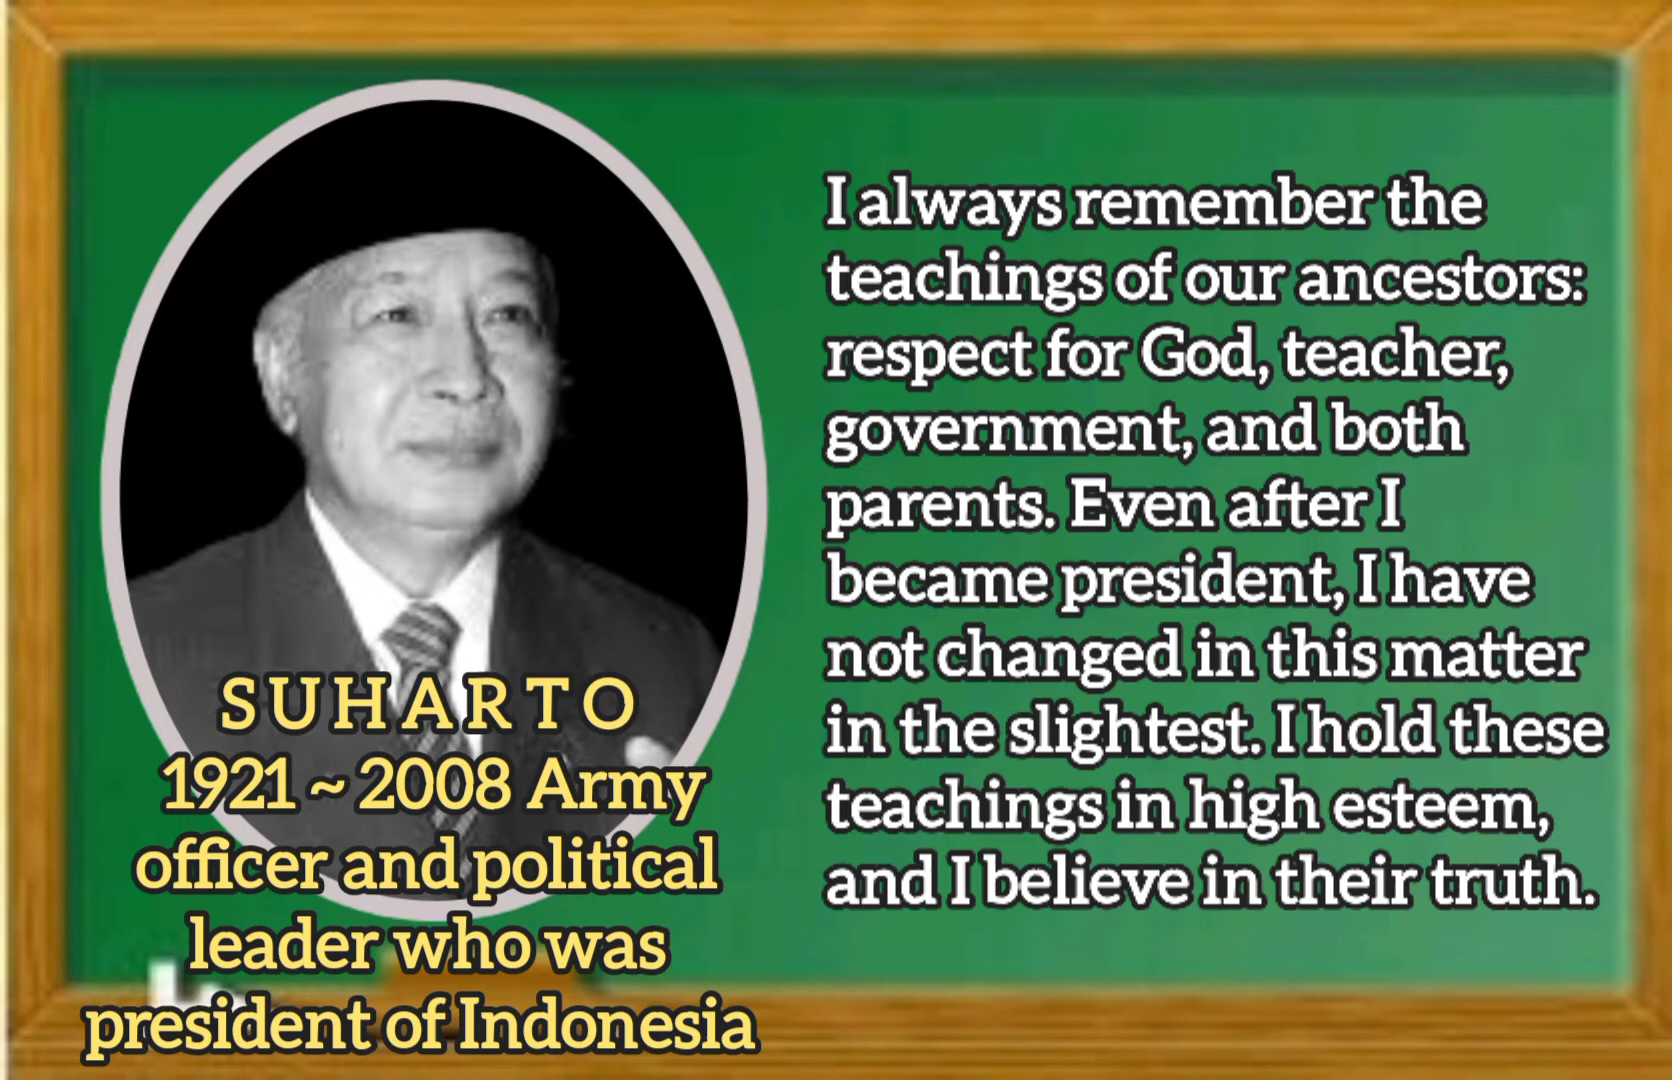 I always remember the
teachings of our ancestors:
respect for God, teacher,
government, and both
parents. Even after I
became president, I have
not changed in this matter
in the slightest. I hold these
teachings in high esteem,
and I believe in their truth.
SUHARTO
1921 ~ 2008 Army
officer and political
leader who was
president of Indonesia